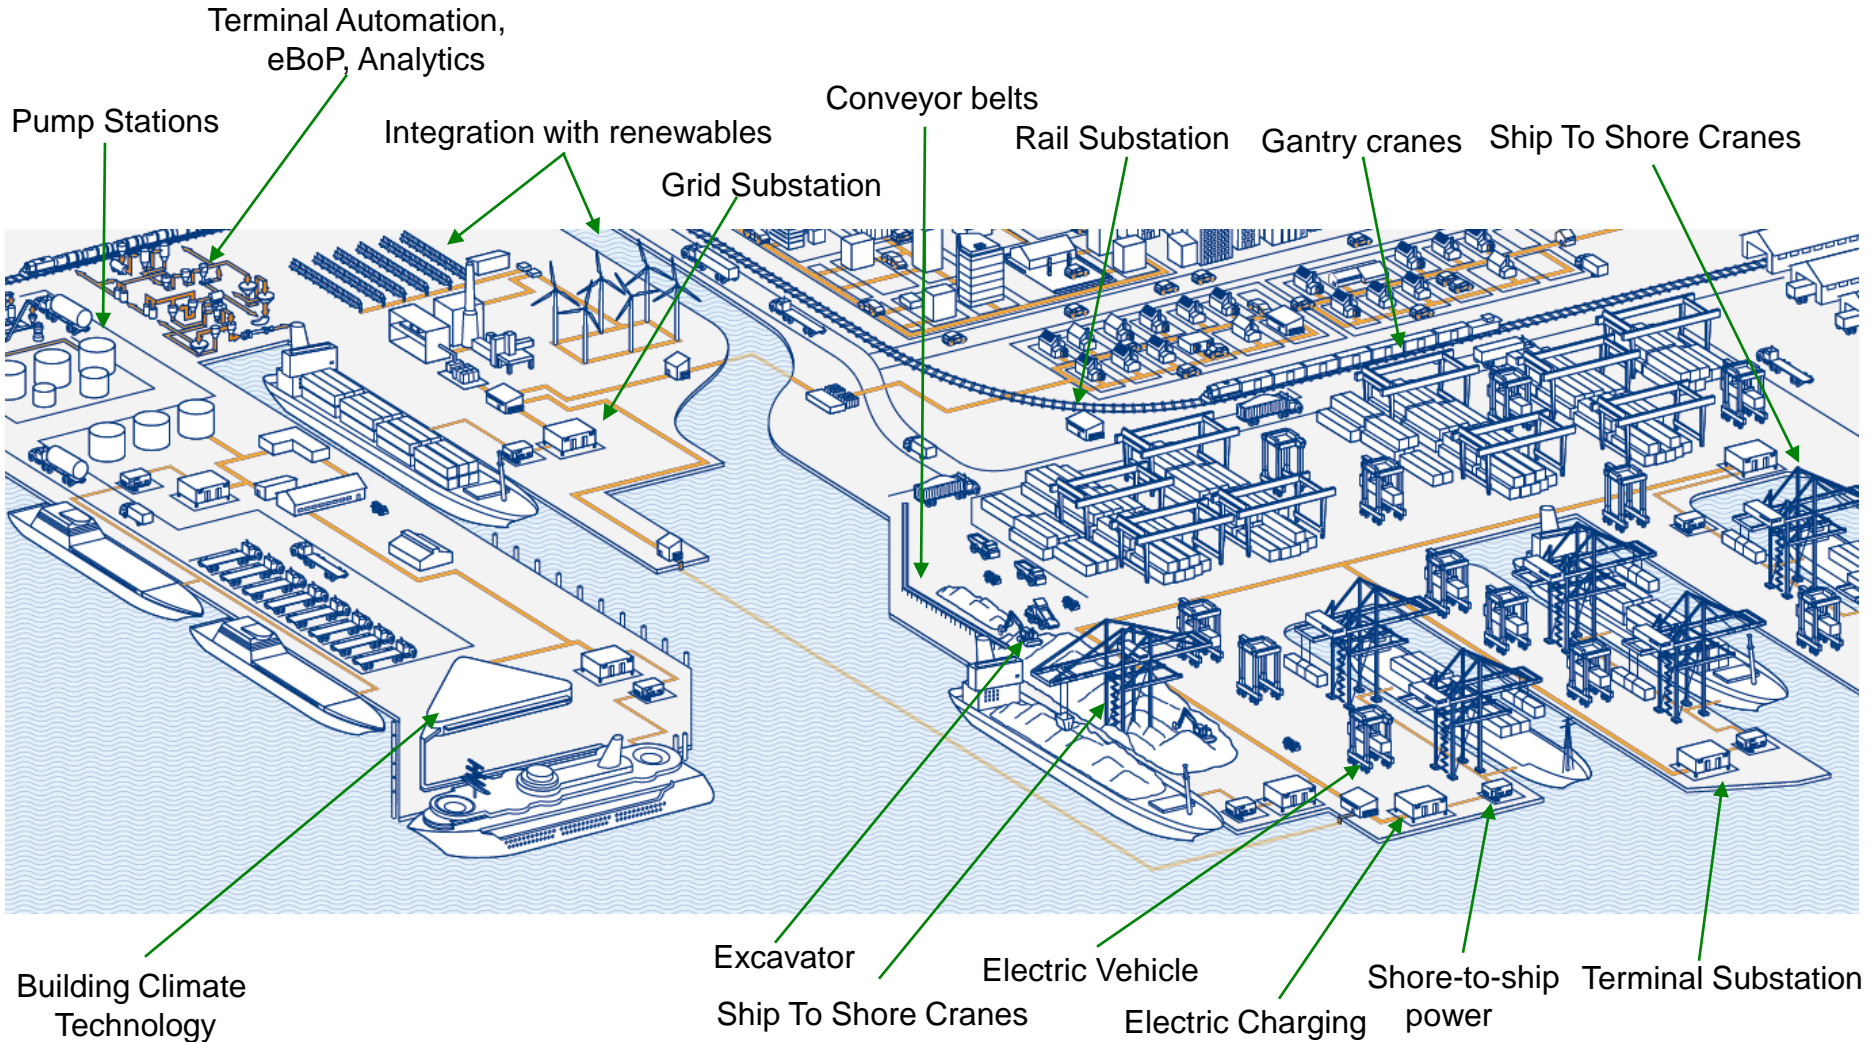 Terminal Automation,
eBoP, Analytics
Pump Stations
Integration with renewables
Grid Substation
Conveyor belts
Rail Substation
Gantry cranes
Ship To Shore Cranes
Building Climate
Technology
Excavator
Ship To Shore Cranes
Electric Vehicle
Electric Charging
Shore-to-ship
power
Terminal Substation